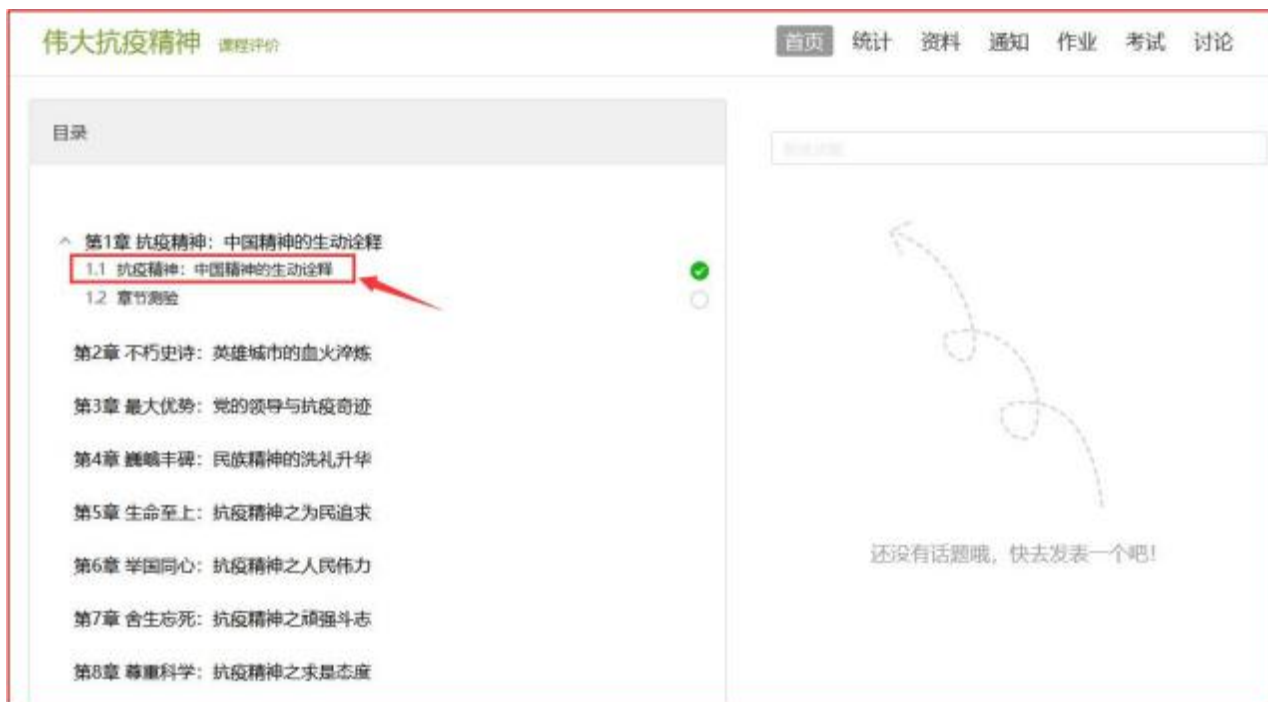 伟大抗疫精神 课程评价
首页 统计 资料 通知 作业 考试 讨论
目录
第1章 抗疫精神：中国精神的生动诠释
1.1 抗疫精神：中国精神的生动诠释
1.2 章节测验
第2章 不朽史诗：英雄城市的血火淬炼
第3章 最大优势：党的领导与抗疫奇迹
第4章 巍峨丰碑：民族精神的洗礼升华
第5章 生命至上：抗疫精神之为民追求
第6章 举国同心：抗疫精神之人民伟力
第7章 舍生忘死：抗疫精神之顽强斗志
第8章 尊重科学：抗疫精神之求是态度
还没有话题哦，快去发表一个吧！